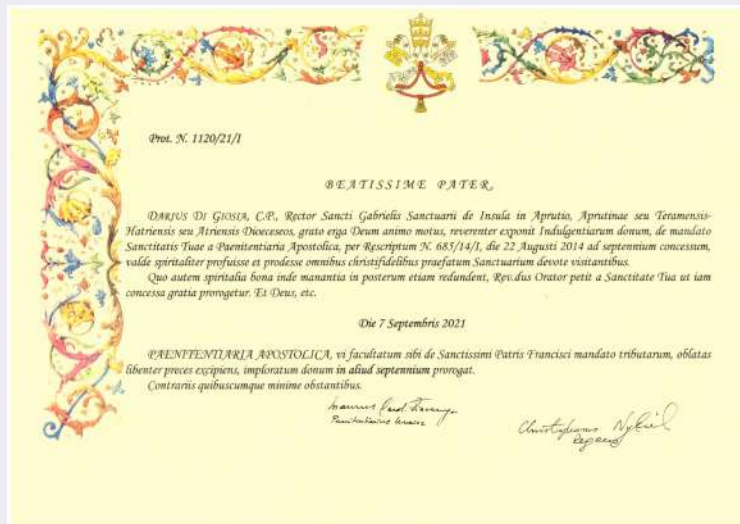 Prot. N. 1120/21/I
BEATISSIME PATER,
DARIUS DI GIOSIA, C.P., Rector Sancti Gabrielis Sanctuarii de Insula in Aprutio, Aprutinae seu Teramensis-
Hatriensis seu Atriensis Dioeceseos, grato erga Deum animo motus, reverenter exponit Indulgentiarum donum, de mandato
Sanctitatis Tuae a Paenitentiaria Apostolica, per Rescriptum N. 685/14/I, die 22 Augusti 2014 ad septennium concessum,
valde spiritaliter profuisse et prodesse omnibus christifidelibus praefatum Sanctuarium devote visitantibus.
Quo autem spiritalia bona inde manantia in posterum etiam redundent, Rev.dus Orator petit a Sanctitate Tua ut iam
concessa gratia prorogetur. Et Deus, etc.
Die 7 Septembris 2021
PAENITENTIARIA APOSTOLICA, vi facultatum sibi de Sanctissimi Patris Francisci mandato tributarum, oblatas
libenter preces excipiens, imploratum donum in aliud septennium prorogat.
Contrariis quibuscumque minime obstantibus.
Maurus Card. Piacenza
Paenitentiarius Maior
Christophorus Nykiel
Regens